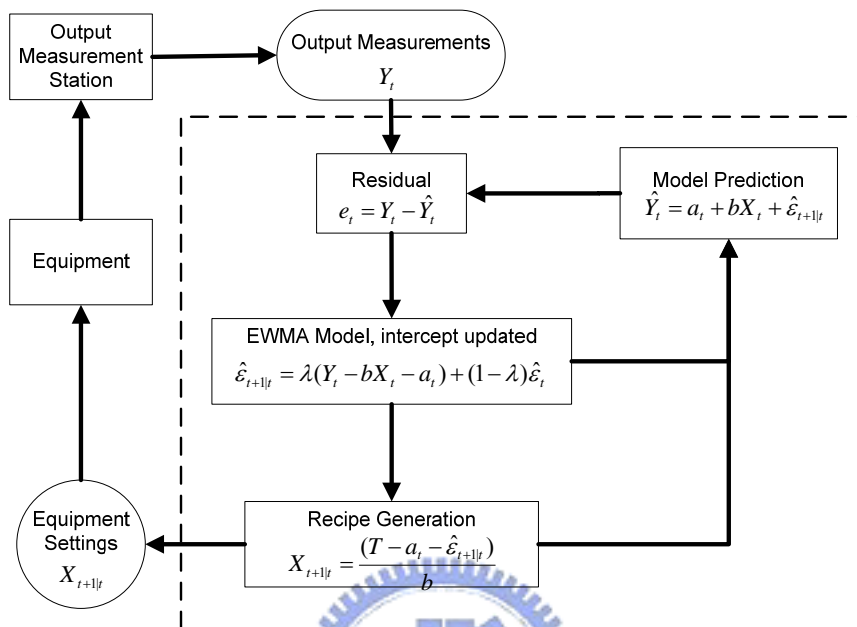 Output
Measurement
Station
Output Measurements
Y_t
Residual
e_t = Y_t − Ŷ_t
Model Prediction
Ŷ_t = a_t + bX_t + ε̂_{t+1|t}
Equipment
EWMA Model, intercept updated
ε̂_{t+1|t} = λ(Y_t − bX_t − a_t) + (1 − λ)ε̂_t
Equipment
Settings
X_{t+1|t}
Recipe Generation
X_{t+1|t} = (T − a_t − ε̂_{t+1|t}) / b